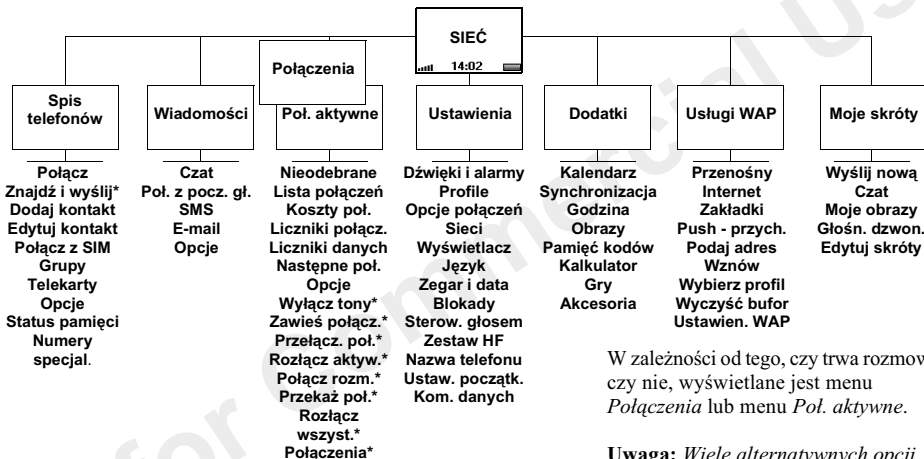 SIEĆ
14:02
Połączenia
Spis
telefonów
Wiadomości
Poł. aktywne
Ustawienia
Dodatki
Usługi WAP
Moje skróty
Połącz
Znajdź i wyślij*
Dodaj kontakt
Edytuj kontakt
Połącz z SIM
Grupy
Telekarty
Opcje
Status pamięci
Numery
specjal.
Czat
Poł. z pocz. gł.
SMS
E-mail
Opcje
Nieodebrane
Lista połączeń
Koszty poł.
Liczniki połącz.
Liczniki danych
Następne poł.
Opcje
Wyłącz tony*
Zawieś połącz.*
Przełącz. poł.*
Rozłącz aktyw.*
Połącz rozm.*
Przekaż poł.*
Rozłącz
wszyst.*
Połączenia*
Dźwięki i alarmy
Profile
Opcje połączeń
Sieci
Wyświetlacz
Język
Zegar i data
Blokady
Sterow. głosem
Zestaw HF
Nazwa telefonu
Ustaw. początk.
Kom. danych
Kalendarz
Synchronizacja
Godzina
Obrazy
Pamięć kodów
Kalkulator
Gry
Akcesoria
Przenośny
Internet
Zakładki
Push - przych.
Podaj adres
Wznów
Wybierz profil
Wyczyść bufor
Ustawien. WAP
Wyślij nową
Czat
Moje obrazy
Głośn. dzwon.
Edytuj skróty
W zależności od tego, czy trwa rozmow
czy nie, wyświetlane jest menu
Połączenia lub menu Poł. aktywne.
Uwaga: Wiele alternatywnych opcji
for Commercial Us